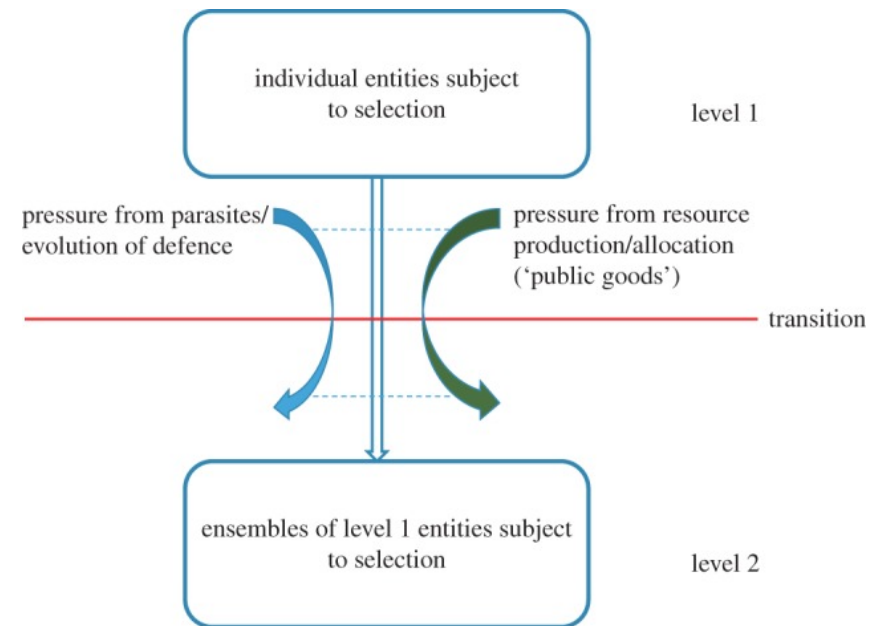 individual entities subject
to selection
level 1
pressure from parasites/
evolution of defence
pressure from resource
production/allocation
(‘public goods’)
transition
ensembles of level 1 entities subject
to selection
level 2